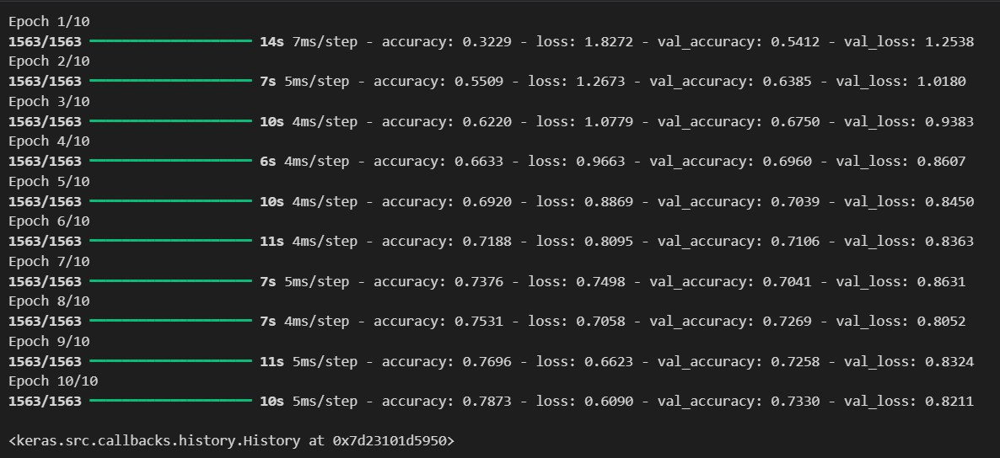 Epoch 1/10
1563/1563 14s 7ms/step - accuracy: 0.3229 - loss: 1.8272 - val_accuracy: 0.5412 - val_loss: 1.2538
Epoch 2/10
1563/1563 7s 5ms/step - accuracy: 0.5509 - loss: 1.2673 - val_accuracy: 0.6385 - val_loss: 1.0180
Epoch 3/10
1563/1563 10s 4ms/step - accuracy: 0.6220 - loss: 1.0779 - val_accuracy: 0.6750 - val_loss: 0.9383
Epoch 4/10
1563/1563 6s 4ms/step - accuracy: 0.6633 - loss: 0.9663 - val_accuracy: 0.6960 - val_loss: 0.8607
Epoch 5/10
1563/1563 10s 4ms/step - accuracy: 0.6920 - loss: 0.8869 - val_accuracy: 0.7039 - val_loss: 0.8450
Epoch 6/10
1563/1563 11s 4ms/step - accuracy: 0.7188 - loss: 0.8095 - val_accuracy: 0.7106 - val_loss: 0.8363
Epoch 7/10
1563/1563 7s 5ms/step - accuracy: 0.7376 - loss: 0.7498 - val_accuracy: 0.7041 - val_loss: 0.8631
Epoch 8/10
1563/1563 7s 4ms/step - accuracy: 0.7531 - loss: 0.7058 - val_accuracy: 0.7269 - val_loss: 0.8052
Epoch 9/10
1563/1563 11s 5ms/step - accuracy: 0.7696 - loss: 0.6623 - val_accuracy: 0.7258 - val_loss: 0.8324
Epoch 10/10
1563/1563 10s 5ms/step - accuracy: 0.7873 - loss: 0.6090 - val_accuracy: 0.7330 - val_loss: 0.8211
<keras.src.callbacks.history.History at 0x7d23101d5950>